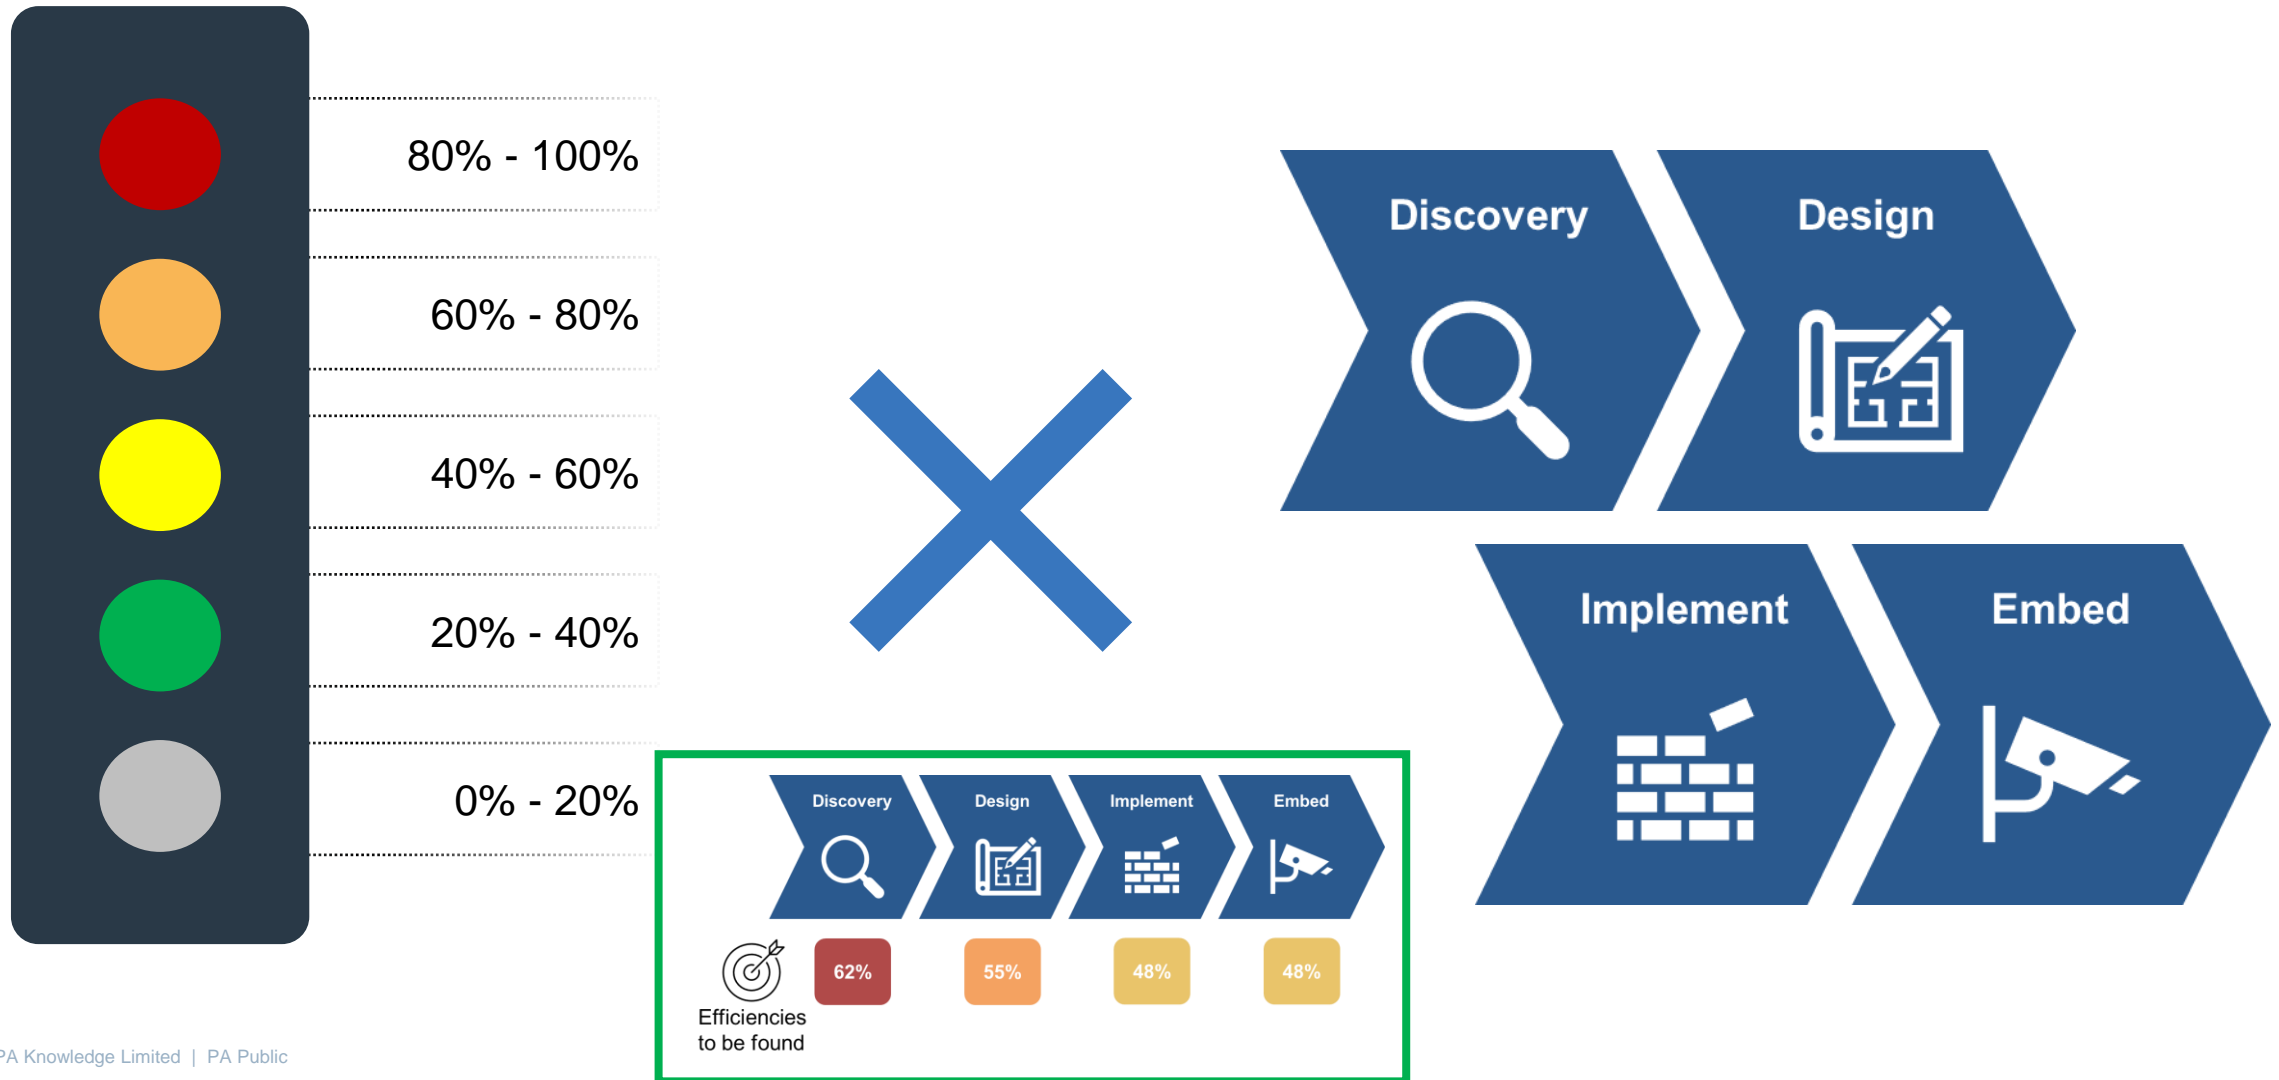 80% - 100%
60% - 80%
40% - 60%
20% - 40%
0% - 20%
Discovery
Design
Implement
Embed
Discovery
Design
Implement
Embed
62%
55%
48%
48%
Efficiencies
to be found
PA Knowledge Limited | PA Public